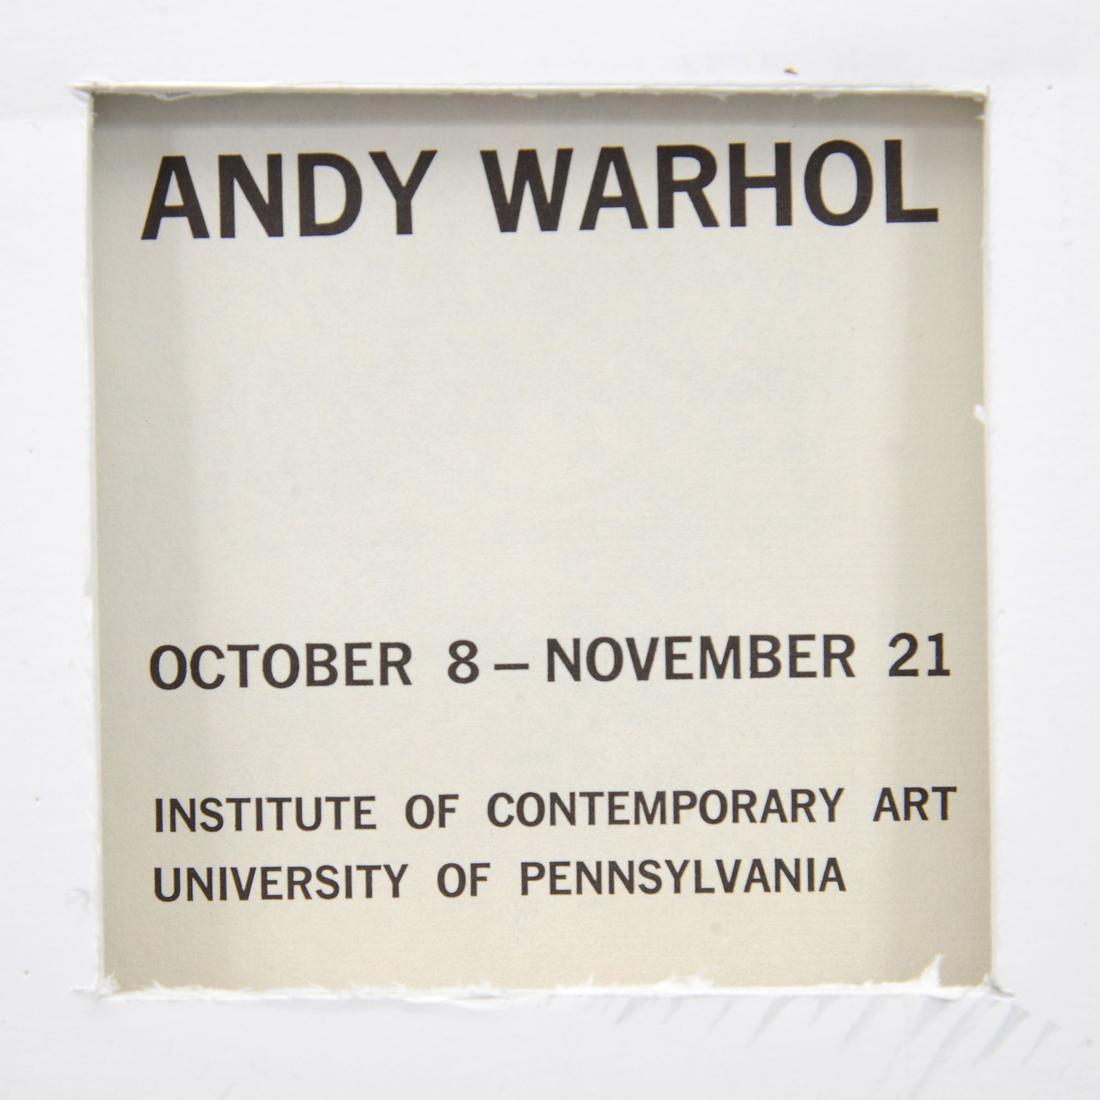 ANDY WARHOL
OCTOBER 8 – NOVEMBER 21
INSTITUTE OF CONTEMPORARY ART
UNIVERSITY OF PENNSYLVANIA